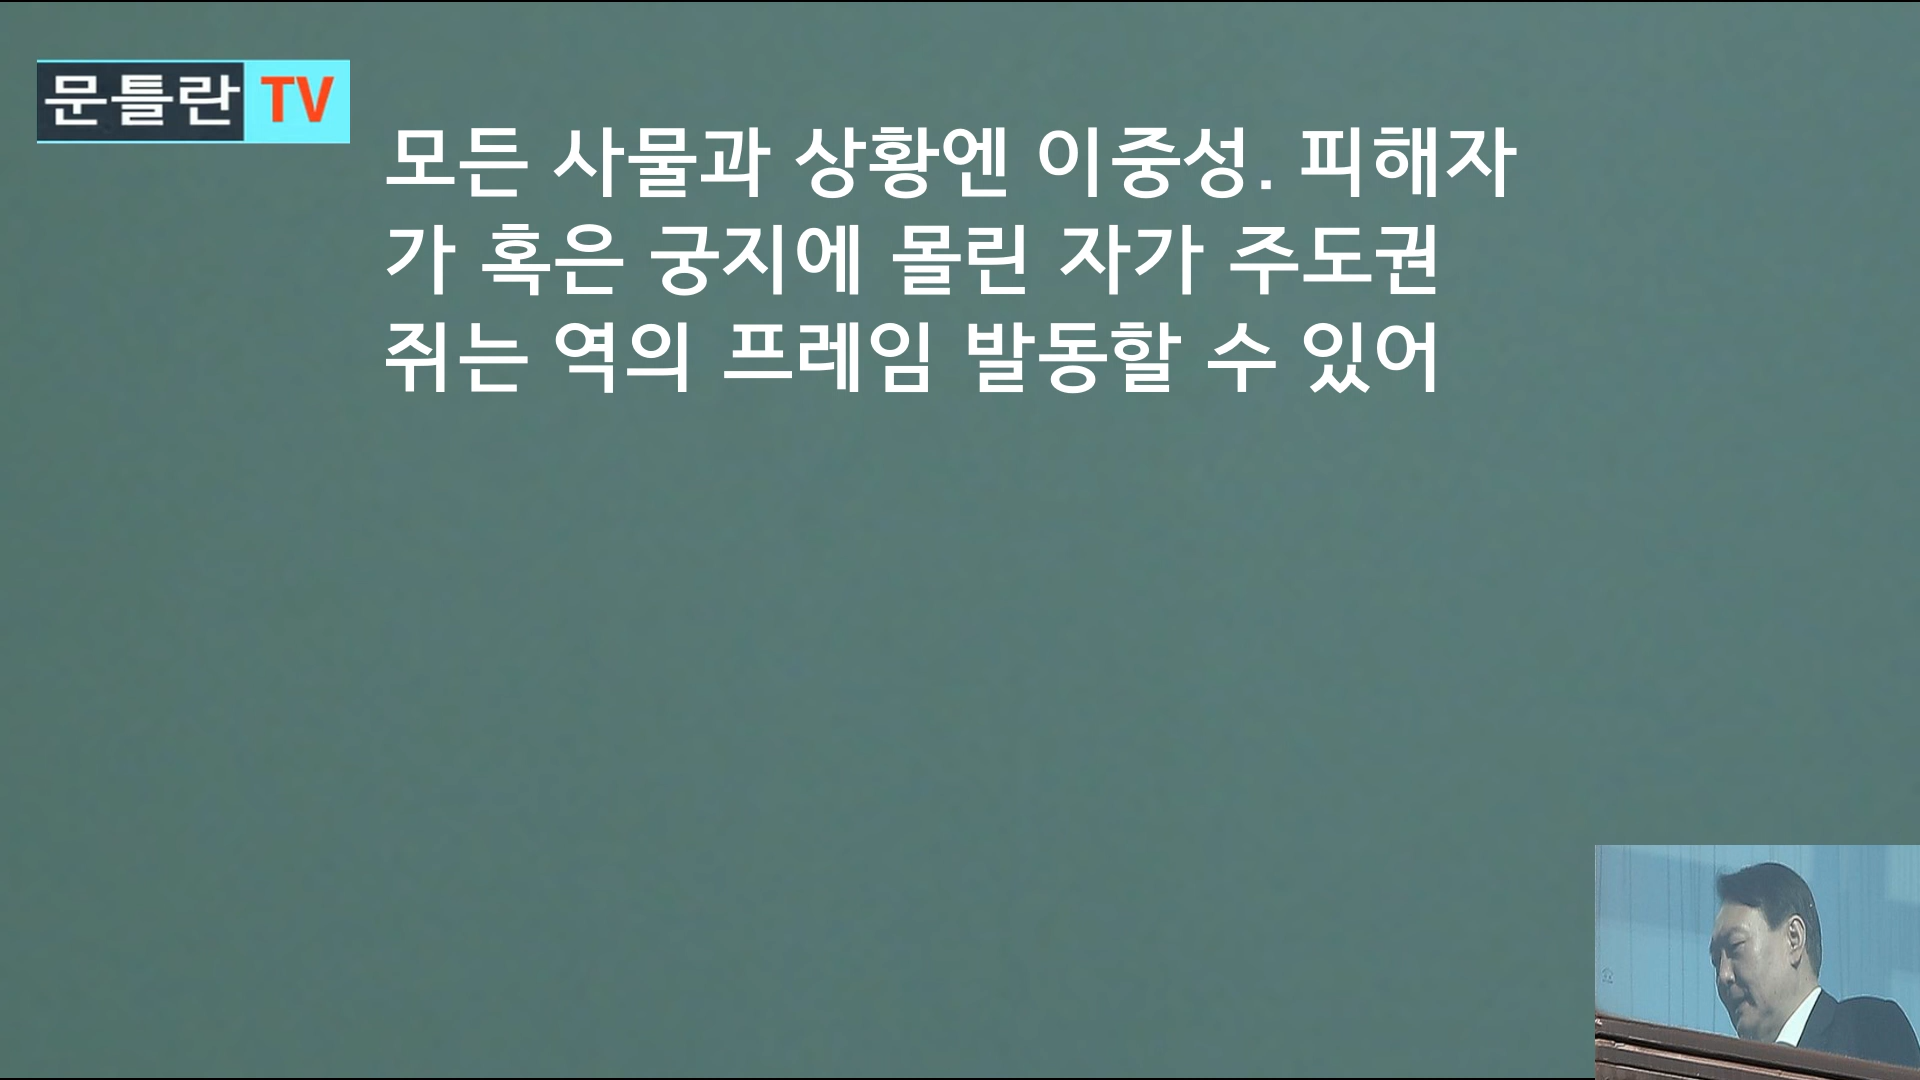 문틀란 TV
모든 사물과 상황엔 이중성. 피해자
가 혹은 궁지에 몰린 자가 주도권
쥐는 역의 프레임 발동할 수 있어